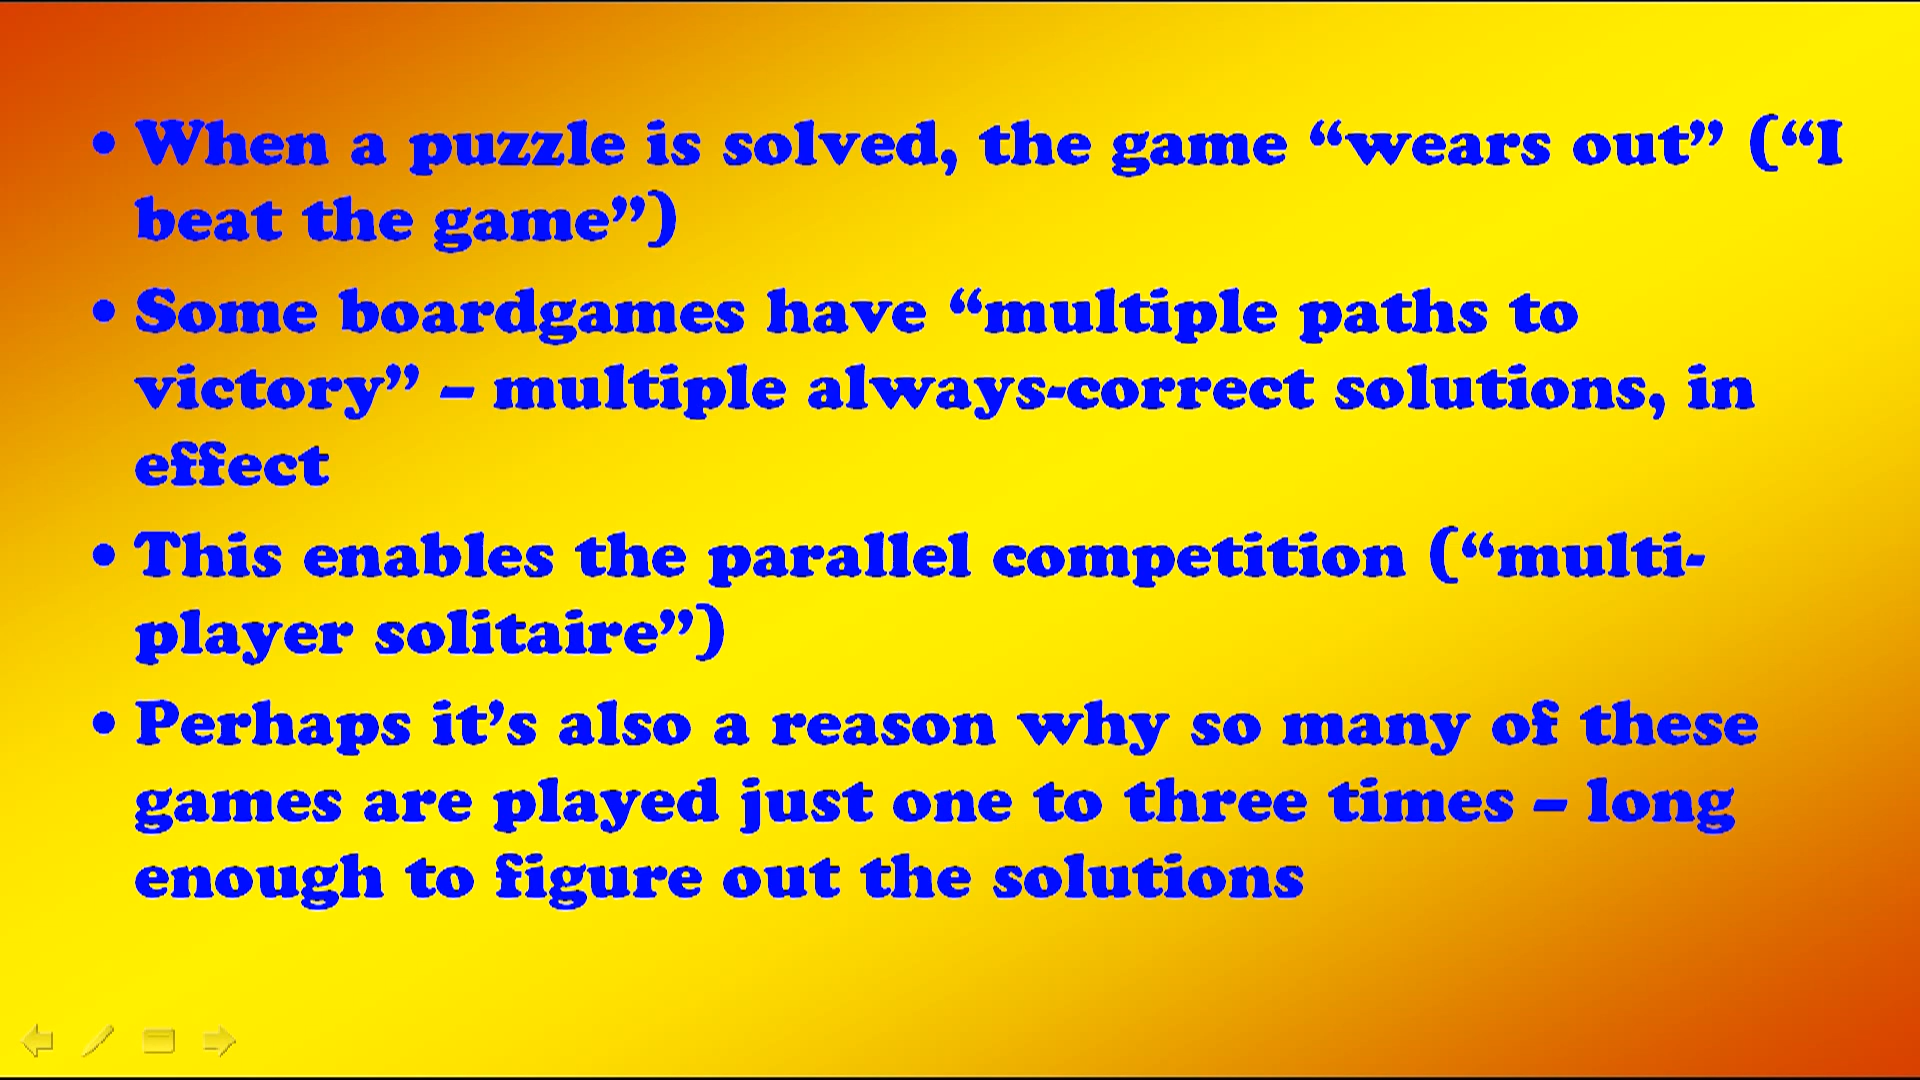 • When a puzzle is solved, the game “wears out” (“I
beat the game”)
• Some boardgames have “multiple paths to
victory” – multiple always-correct solutions, in
effect
• This enables the parallel competition (“multi-
player solitaire”)
• Perhaps it’s also a reason why so many of these
games are played just one to three times – long
enough to figure out the solutions